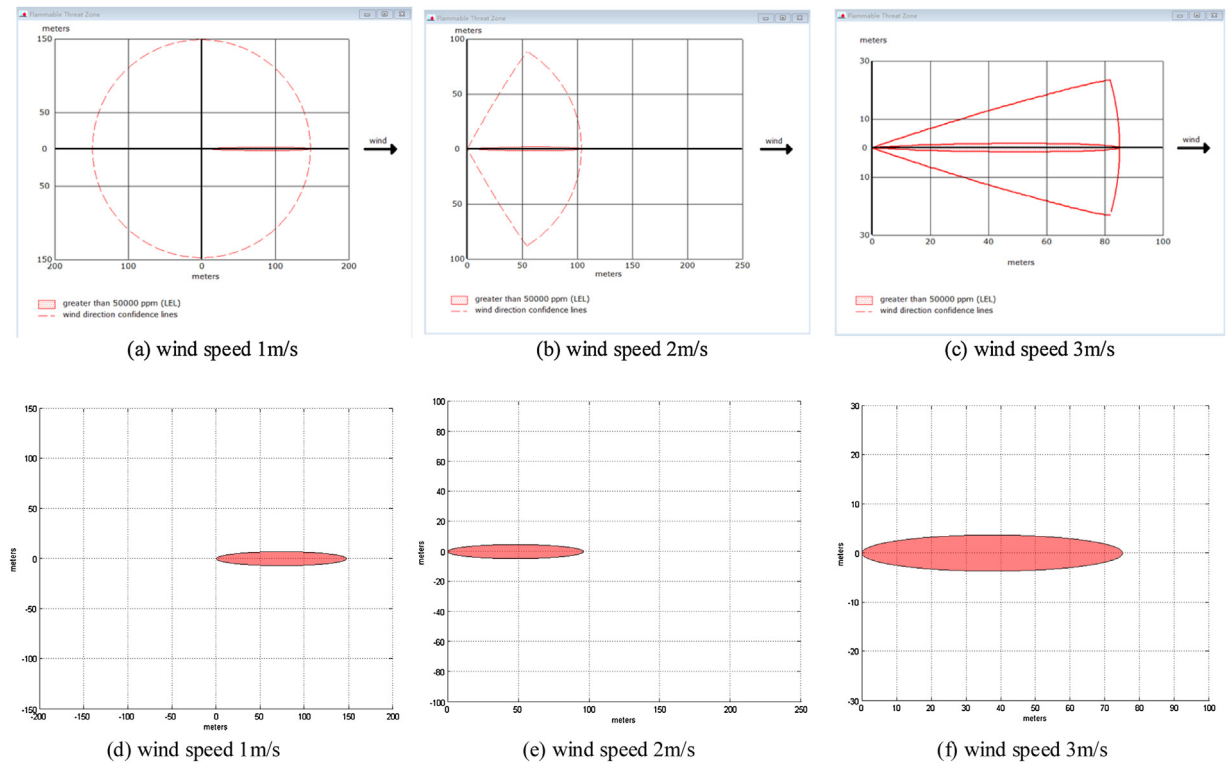 Flammable Threat Zone
meters
150
50
0
50
150
200
100
0
100
200
meters
wind
greater than 50000 ppm (LEL)
wind direction confidence lines
(a) wind speed 1m/s
Flammable Threat Zone
meters
100
50
0
50
100
0
50
100
150
200
250
meters
wind
greater than 50000 ppm (LEL)
wind direction confidence lines
(b) wind speed 2m/s
Flammable Threat Zone
meters
30
10
0
10
30
0
20
40
60
80
100
meters
wind
greater than 50000 ppm (LEL)
wind direction confidence lines
(c) wind speed 3m/s
150
100
50
0
-50
-100
-150
meters
-200
-150
-100
-50
0
50
100
150
200
meters
(d) wind speed 1m/s
100
80
60
40
20
0
-20
-40
-60
-80
-100
meters
0
50
100
150
200
250
meters
(e) wind speed 2m/s
30
20
10
0
-10
-20
-30
meters
0
10
20
30
40
50
60
70
80
90
100
meters
(f) wind speed 3m/s